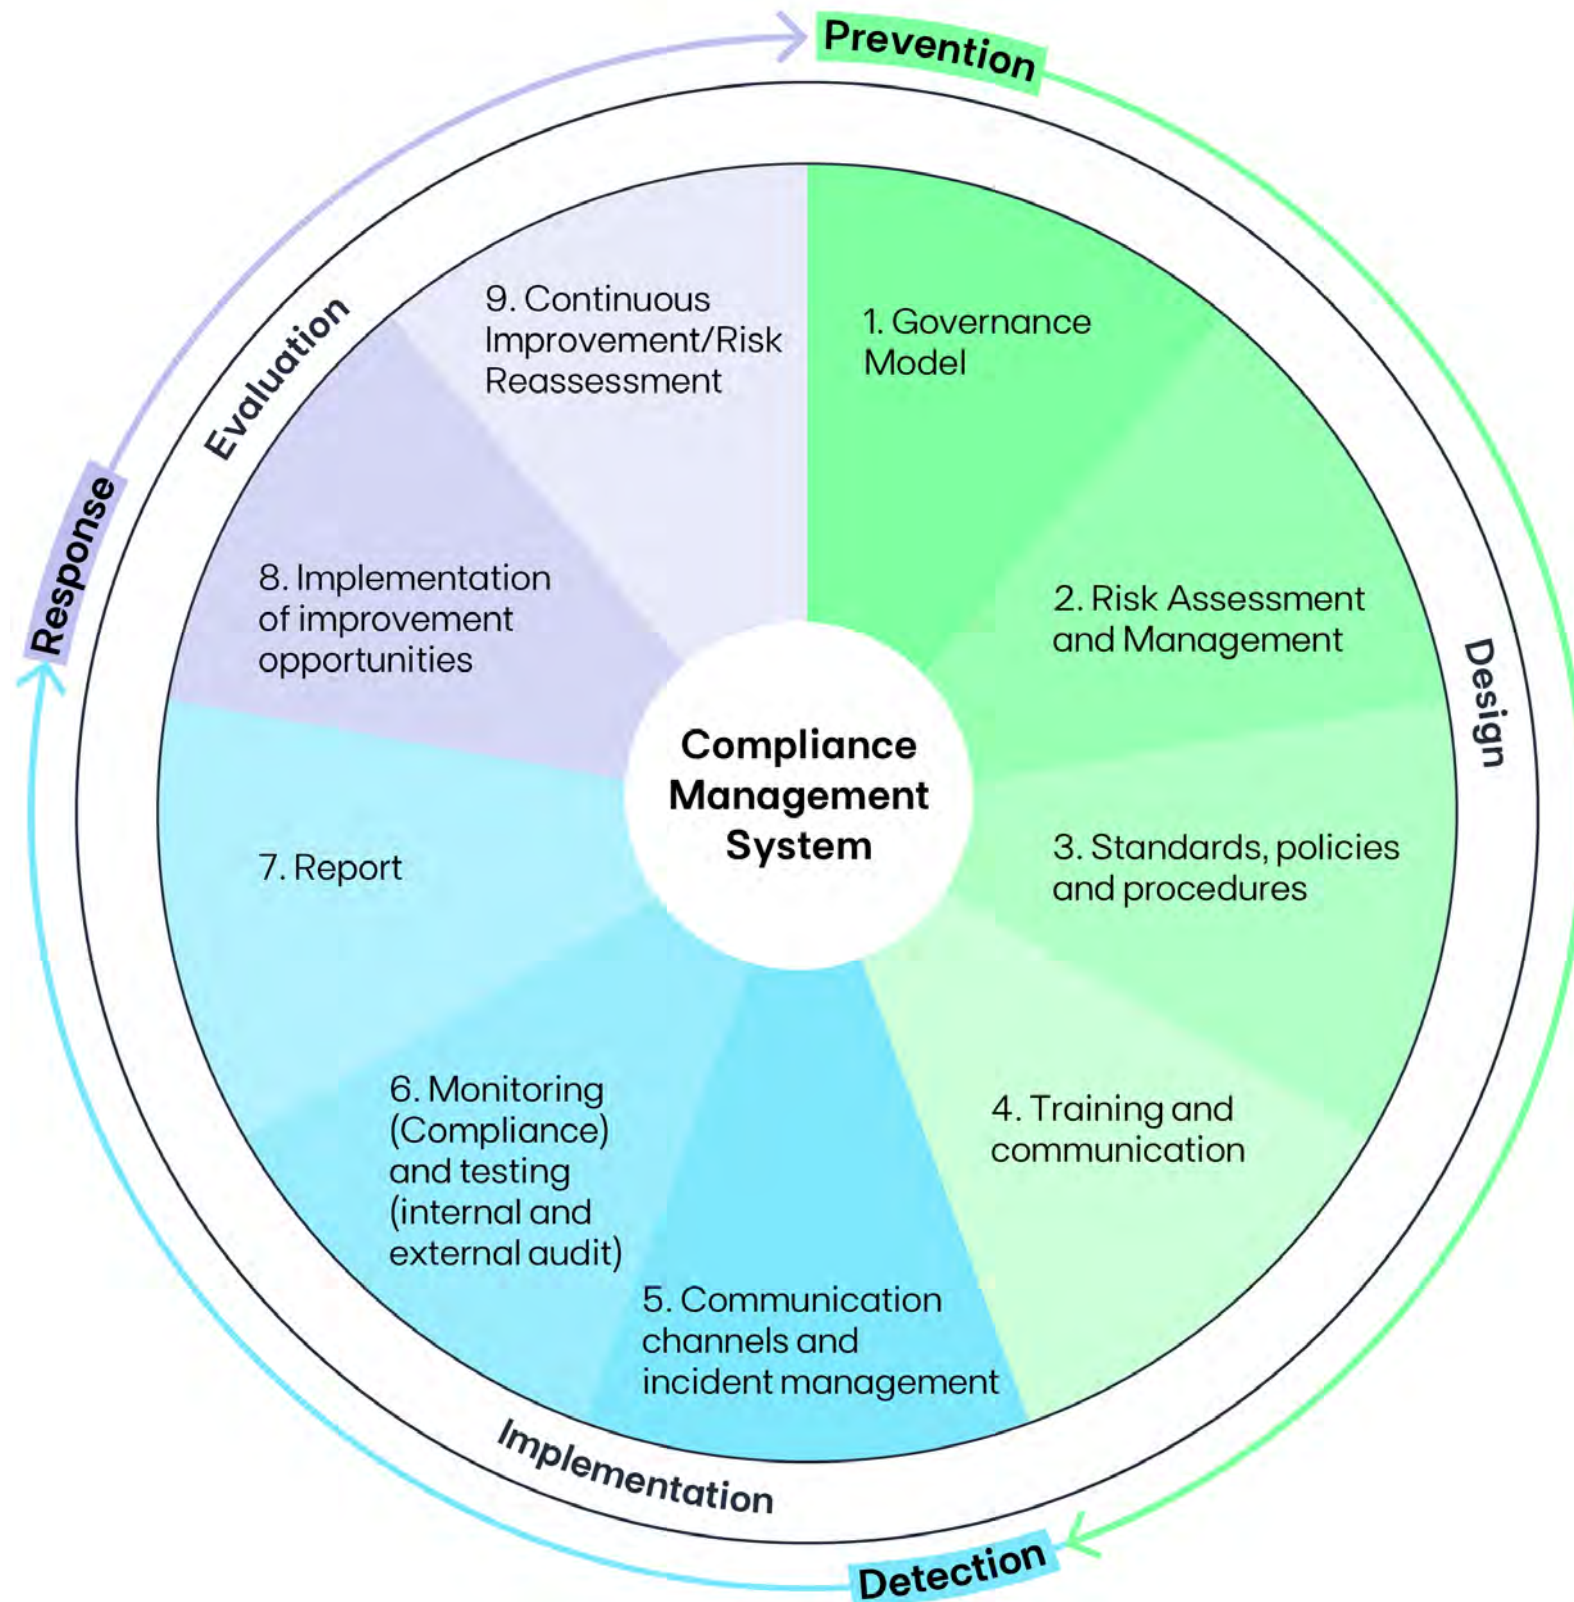 Prevention
Design
Detection
Implementation
Response
Evaluation
Compliance
Management
System
1. Governance
Model
2. Risk Assessment
and Management
3. Standards, policies
and procedures
4. Training and
communication
5. Communication
channels and
incident management
6. Monitoring
(Compliance)
and testing
(internal and
external audit)
7. Report
8. Implementation
of improvement
opportunities
9. Continuous
Improvement/Risk
Reassessment